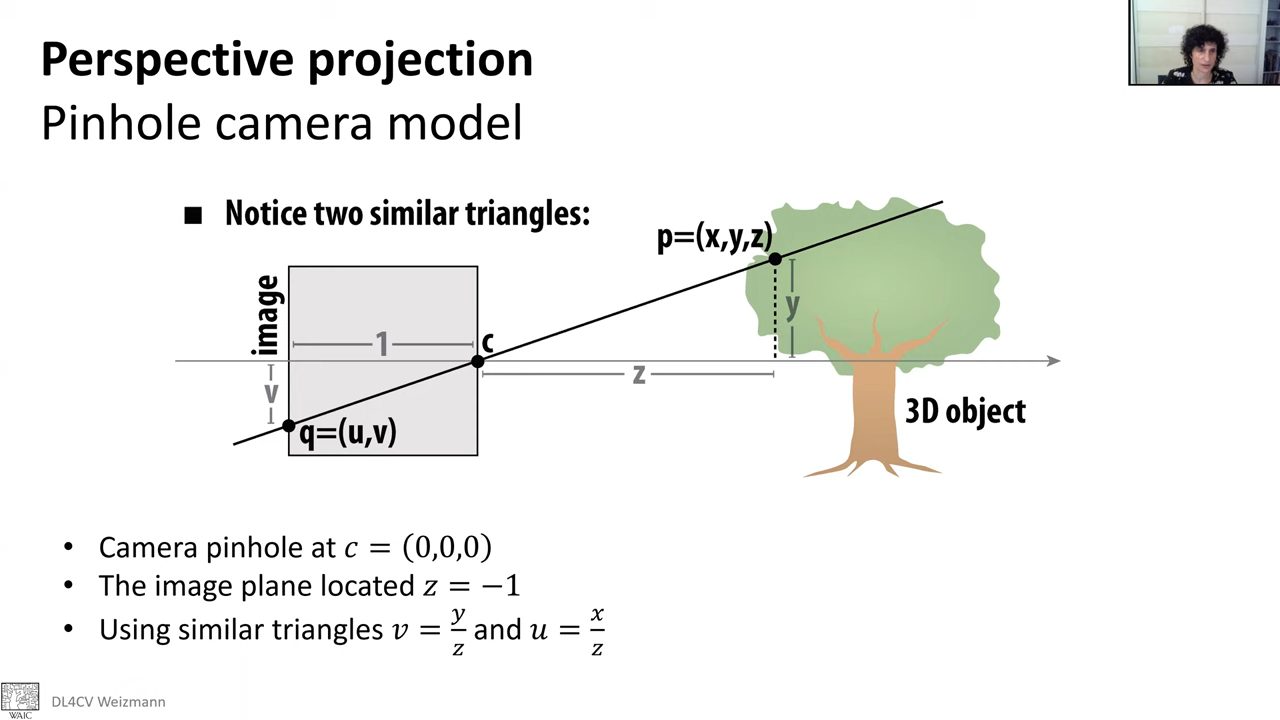 Perspective projection
Pinhole camera model
■ Notice two similar triangles:
p=(x,y,z)
image
1
c
y
z
v
q=(u,v)
3D object
• Camera pinhole at c = (0,0,0)
• The image plane located z = −1
• Using similar triangles v = y/z and u = x/z
WAIC
DL4CV Weizmann